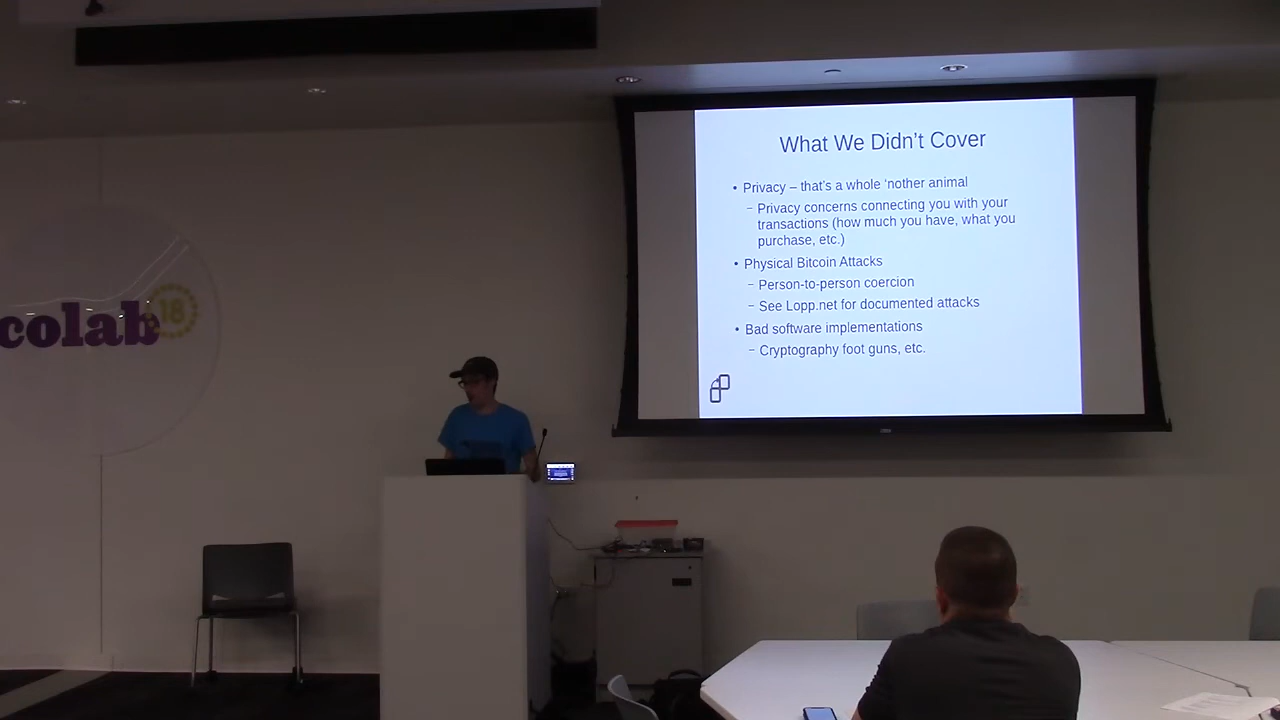 What We Didn't Cover
• Privacy – that's a whole 'nother animal
– Privacy concerns connecting you with your
transactions (how much you have, what you
purchase, etc.)
• Physical Bitcoin Attacks
– Person-to-person coercion
– See Lopp.net for documented attacks
• Bad software implementations
– Cryptography foot guns, etc.
colab
18